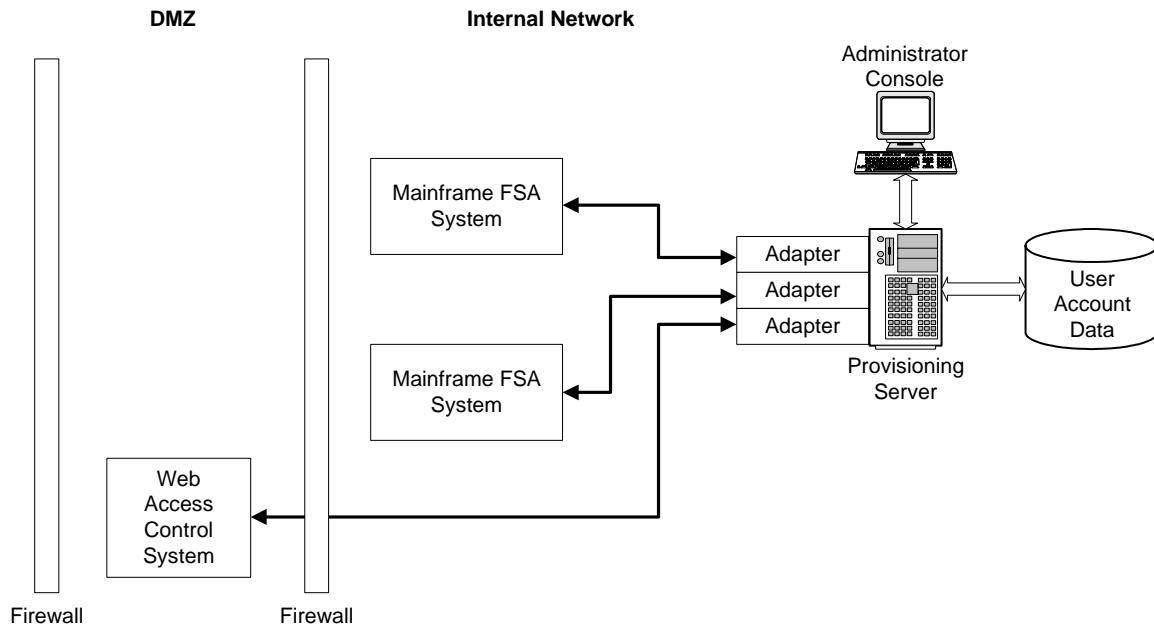 DMZ
Internal Network
Administrator
Console
Mainframe FSA
System
Adapter
Adapter
Adapter
User
Account
Data
Provisioning
Server
Mainframe FSA
System
Web
Access
Control
System
Firewall
Firewall